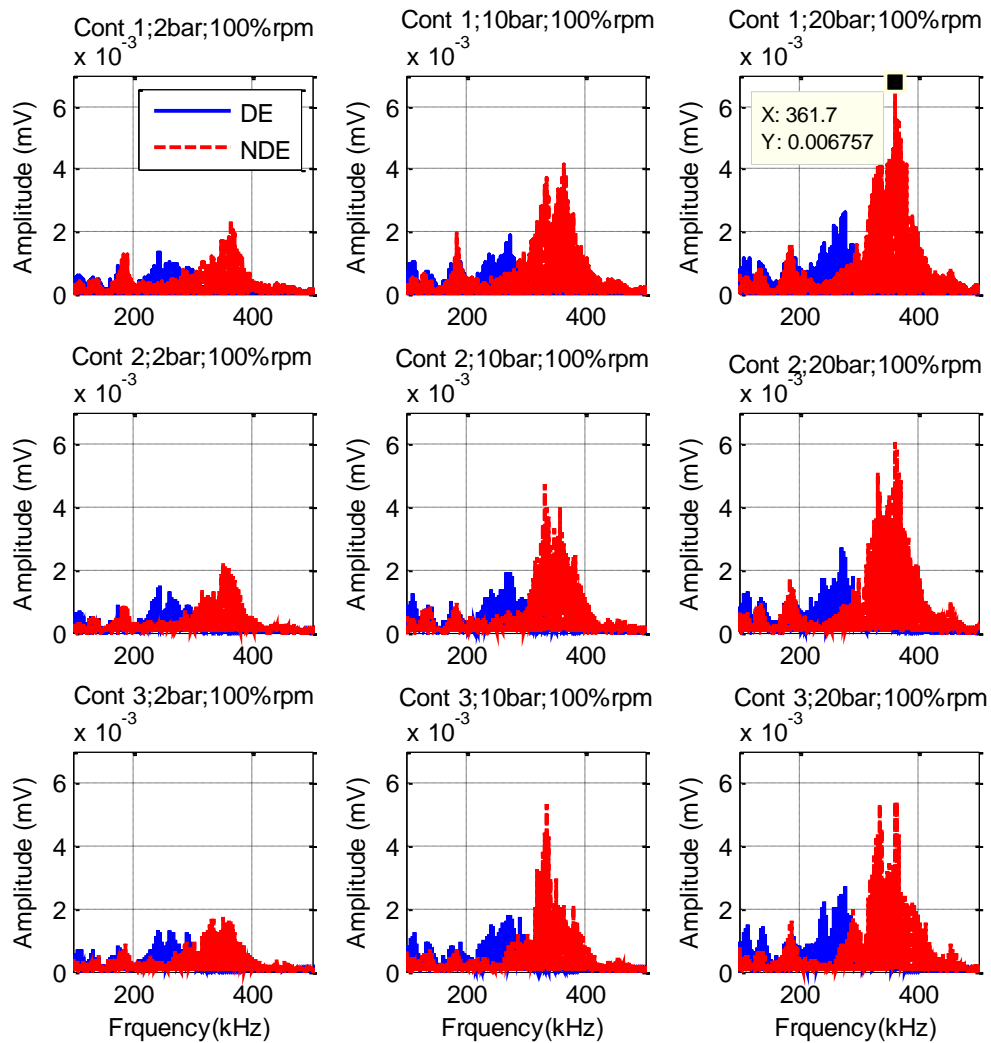 Cont 1;2bar;100%rpm
x 10-3
6
4
2
0
200 400
Amplitude (mV)
DE
NDE
Cont 1;10bar;100%rpm
x 10-3
6
4
2
0
200 400
Amplitude (mV)
Cont 1;20bar;100%rpm
x 10-3
6
4
2
0
200 400
Amplitude (mV)
X: 361.7
Y: 0.006757
Cont 2;2bar;100%rpm
x 10-3
6
4
2
0
200 400
Amplitude (mV)
Cont 2;10bar;100%rpm
x 10-3
6
4
2
0
200 400
Amplitude (mV)
Cont 2;20bar;100%rpm
x 10-3
6
4
2
0
200 400
Amplitude (mV)
Cont 3;2bar;100%rpm
x 10-3
6
4
2
0
200 400
Amplitude (mV)
Frquency(kHz)
Cont 3;10bar;100%rpm
x 10-3
6
4
2
0
200 400
Amplitude (mV)
Frquency(kHz)
Cont 3;20bar;100%rpm
x 10-3
6
4
2
0
200 400
Amplitude (mV)
Frquency(kHz)